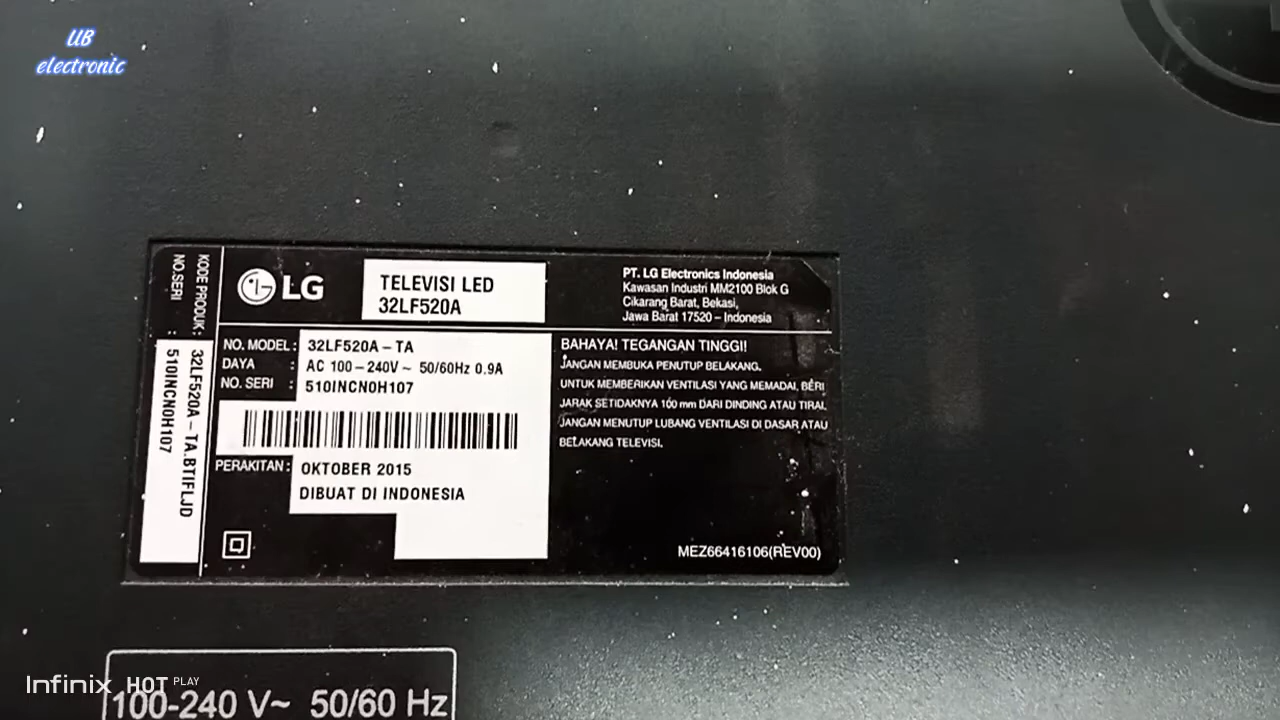 UB
electronic
KODE PRODUK : 32LF520A-TA.BTIFLJD
NO.SERI : 510INCN0H107
LG
TELEVISI LED
32LF520A
PT. LG Electronics Indonesia
Kawasan Industri MM2100 Blok G
Cikarang Barat, Bekasi,
Jawa Barat 17520 - Indonesia
NO. MODEL : 32LF520A-TA
DAYA : AC 100-240V~ 50/60Hz 0.9A
NO. SERI : 510INCN0H107
PERAKITAN : OKTOBER 2015
DIBUAT DI INDONESIA
BAHAYA! TEGANGAN TINGGI!
JANGAN MEMBUKA PENUTUP BELAKANG.
UNTUK MEMBERIKAN VENTILASI YANG MEMADAI, BERI
JARAK SETIDAKNYA 100 mm DARI DINDING ATAU TIRAI.
JANGAN MENUTUP LUBANG VENTILASI DI DASAR ATAU
BELAKANG TELEVISI.
MEZ66416106(REV00)
100-240 V~ 50/60 Hz
Infinix HOT PLAY